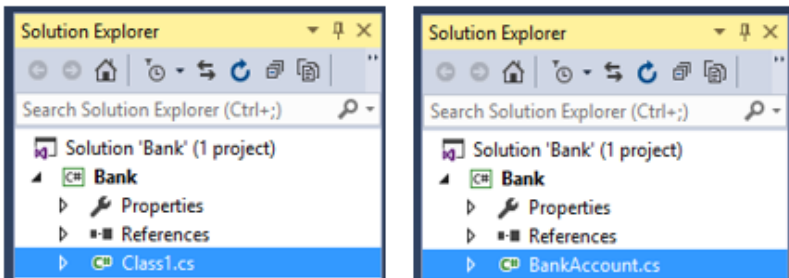 Solution Explorer
Search Solution Explorer (Ctrl+;)
Solution 'Bank' (1 project)
C# Bank
Properties
References
C# Class1.cs
Solution Explorer
Search Solution Explorer (Ctrl+;)
Solution 'Bank' (1 project)
C# Bank
Properties
References
C# BankAccount.cs